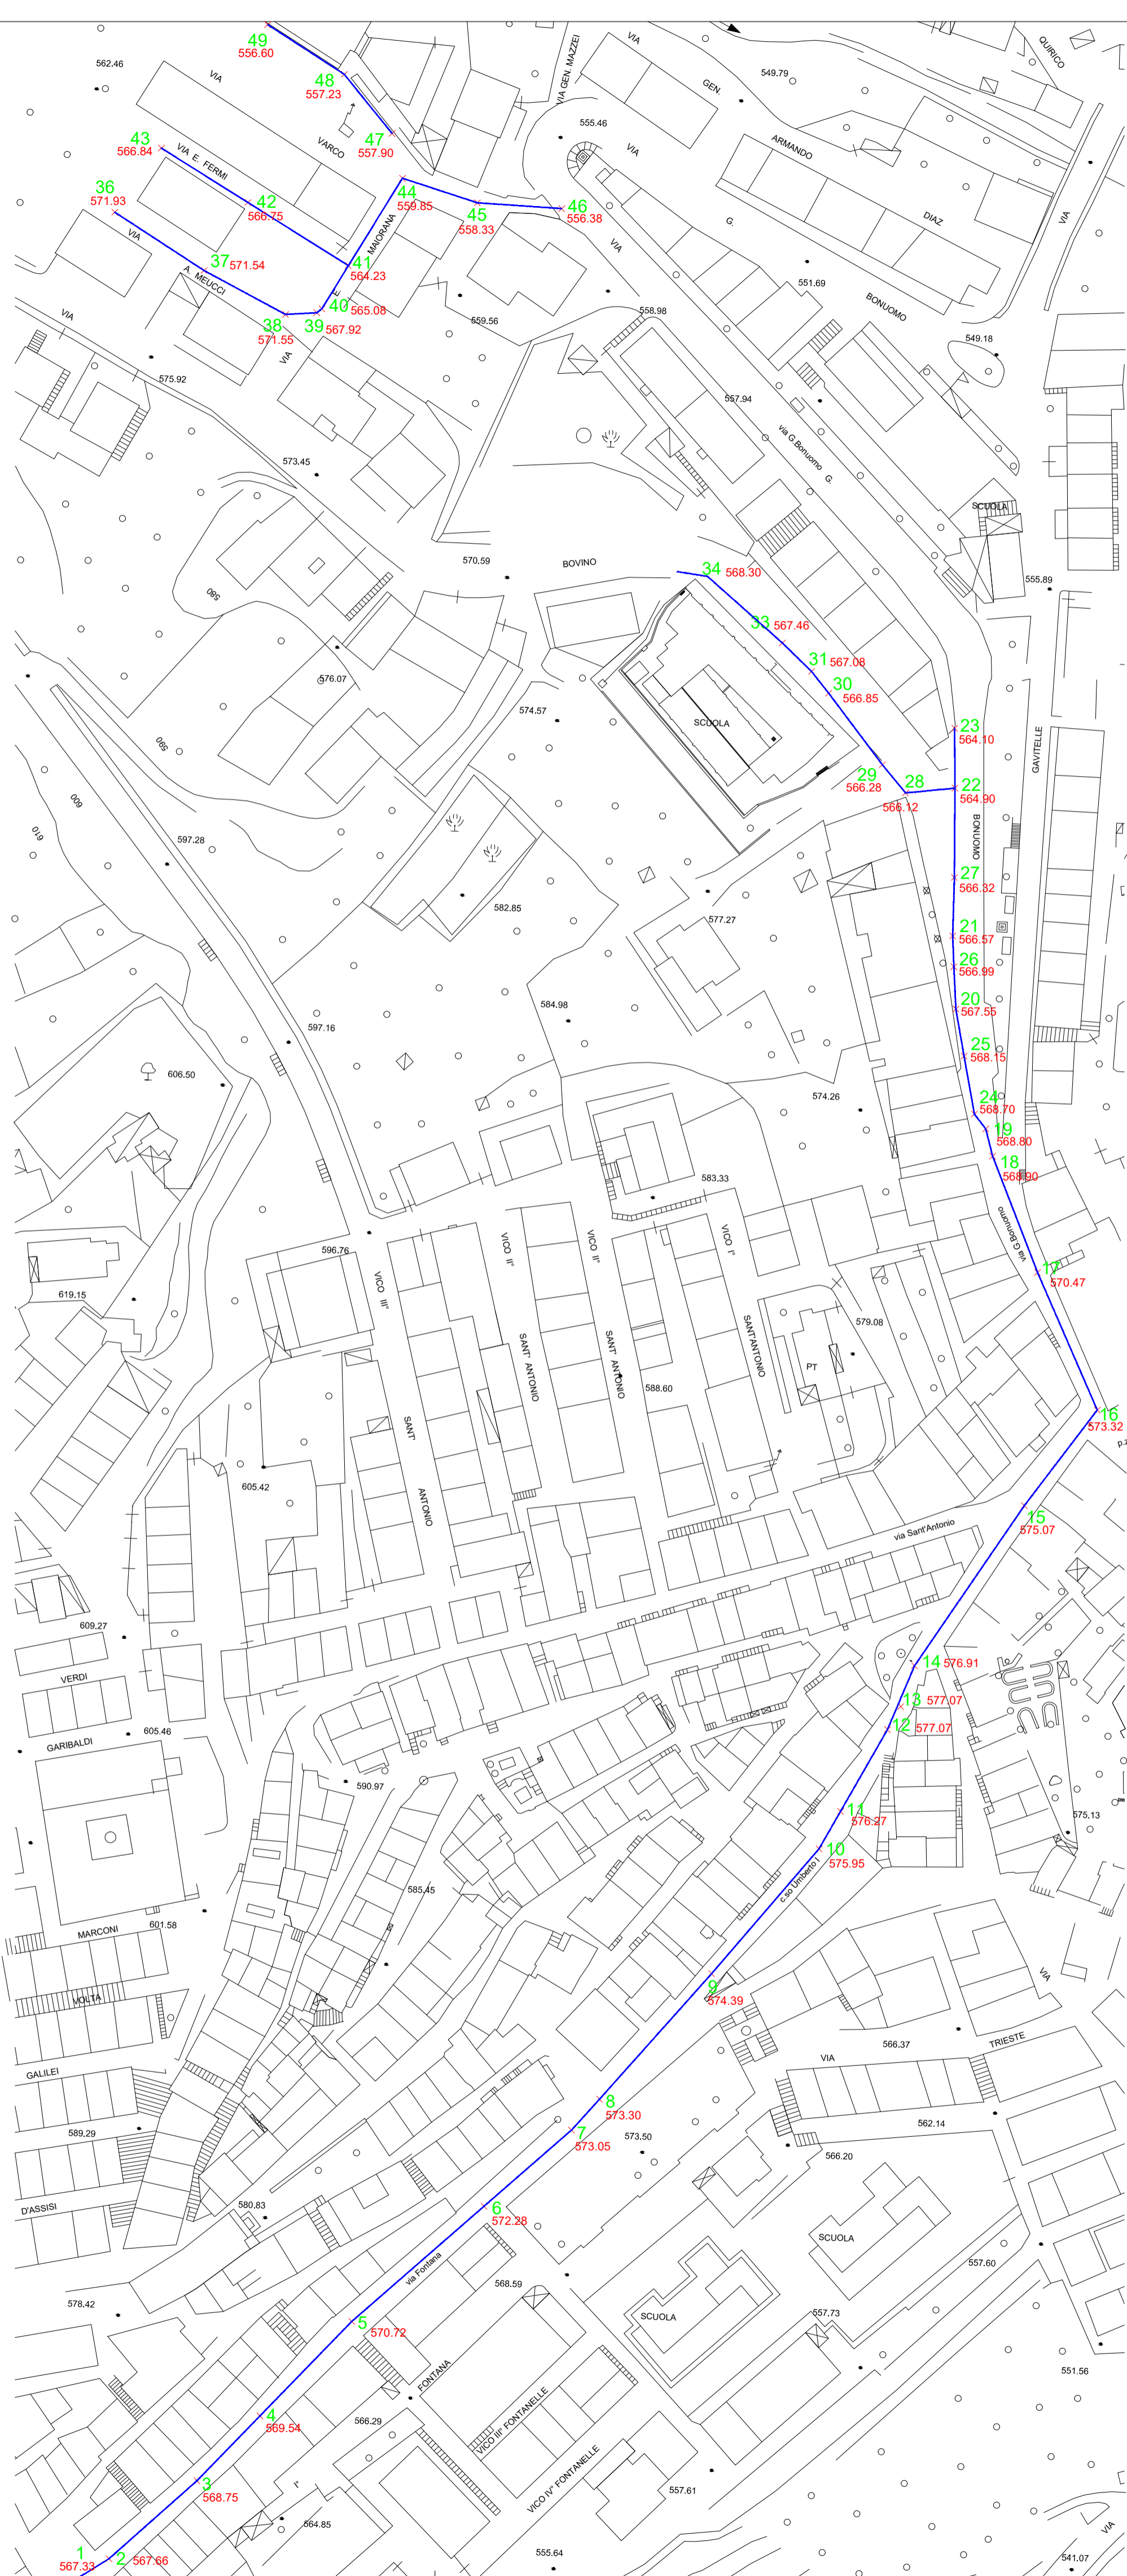 49
556.60
562.46
VIA
48
557.23
VIA GEN. MAZZEI
VIA
GEN.
549.79
QUIRICO
43
566.84
VIA E. FERMI
VARCO
47
557.90
555.46
VIA
ARMANDO
36
571.93
42
566.75
44
559.85
45
558.33
46
556.38
G.
DIAZ
VIA
VIA
MAIORANA
VIA
37
571.54
A. MEUCCI
41
564.23
E.
40
565.08
551.69
BONUOMO
VIA
38
571.55
39
567.92
559.56
558.98
549.18
VIA
575.92
557.94
via G.Bonuomo
G.
573.45
SCUOLA
580
570.59
BOVINO
34
568.30
555.89
33
567.46
576.07
31
567.08
30
566.85
574.57
SCUOLA
23
564.10
GAVITELLE
590
29
566.28
28
566.12
22
564.90
600
610
597.28
BONUOMO
27
566.32
582.85
577.27
21
566.57
26
566.99
584.98
20
567.55
597.16
25
568.15
606.50
574.26
24
568.70
19
568.80
18
568.90
583.33
596.76
VICO II°
VICO II°
VICO I°
via G.Bonuomo
17
570.47
619.15
VICO III°
579.08
SANT' ANTONIO
SANT' ANTONIO
SANT'ANTONIO
PT
588.60
16
573.32
SANT'
605.42
ANTONIO
15
575.07
via Sant'Antonio
609.27
14
576.91
VERDI
13
577.07
605.46
12
577.07
GARIBALDI
590.97
11
576.27
575.13
10
575.95
585.45
c.so Umberto I
601.58
MARCONI
9
574.39
VIA
VOLTA
566.37
TRIESTE
VIA
GALILEI
8
573.30
562.14
589.29
7
573.05
573.50
566.20
D'ASSISI
580.83
6
572.28
SCUOLA
via Fontana
557.60
578.42
568.59
SCUOLA
557.73
5
570.72
551.56
FONTANA
4
569.54
566.29
VICO III° FONTANELLE
3
568.75
I°
VICO IV° FONTANELLE
557.61
564.85
VIA
1
567.33
2
567.66
555.64
541.07